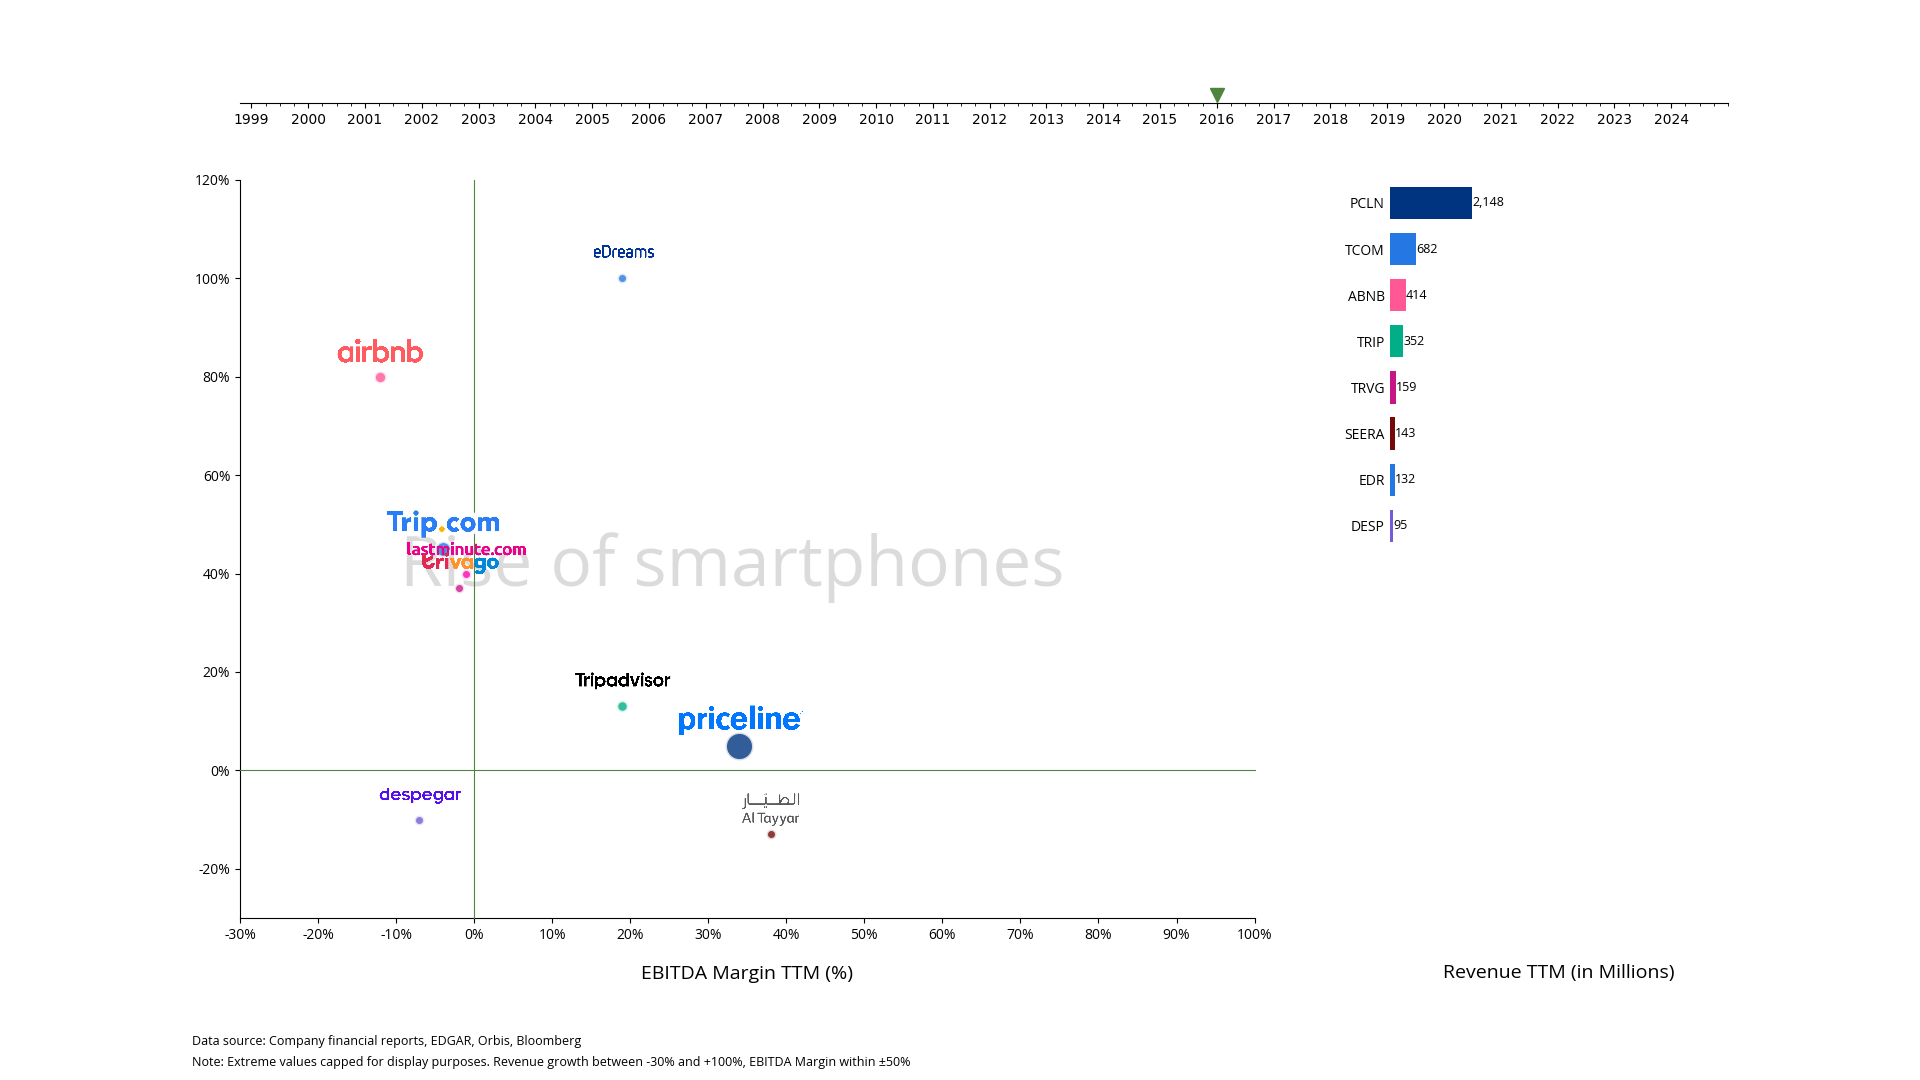 1999 2000 2001 2002 2003 2004 2005 2006 2007 2008 2009 2010 2011 2012 2013 2014 2015 2016 2017 2018 2019 2020 2021 2022 2023 2024
120%
100%
80%
60%
40%
20%
0%
-20%
eDreams
airbnb
Trip.com
lastminute.com
trivago
Rise of smartphones
Tripadvisor
priceline
despegar
الطيّار
Al Tayyar
-30% -20% -10% 0% 10% 20% 30% 40% 50% 60% 70% 80% 90% 100%
EBITDA Margin TTM (%)
PCLN 2,148
TCOM 682
ABNB 414
TRIP 352
TRVG 159
SEERA 143
EDR 132
DESP 95
Revenue TTM (in Millions)
Data source: Company financial reports, EDGAR, Orbis, Bloomberg
Note: Extreme values capped for display purposes. Revenue growth between -30% and +100%, EBITDA Margin within ±50%